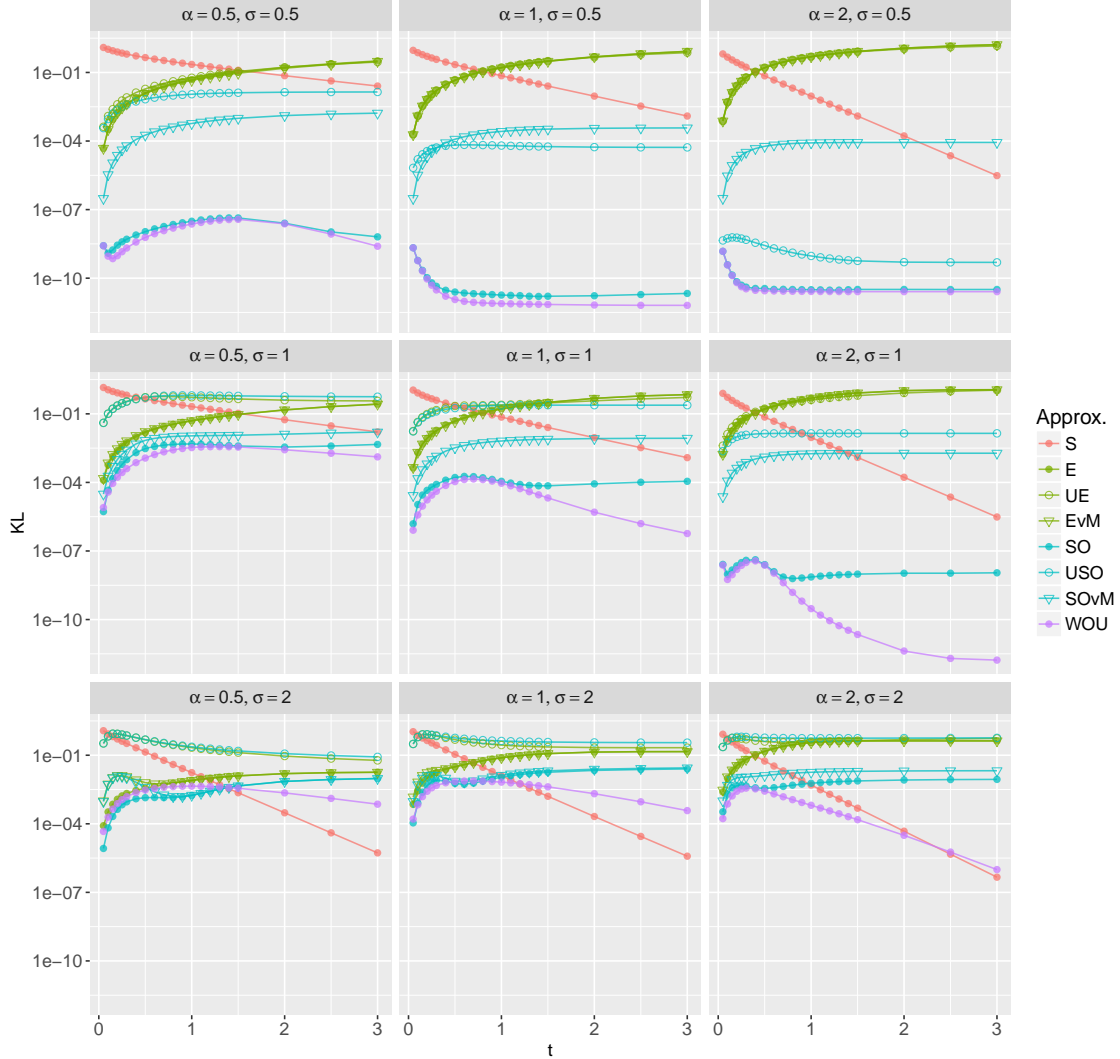 α = 0.5, σ = 0.5
α = 1, σ = 0.5
α = 2, σ = 0.5
1e−01
1e−04
1e−07
1e−10
α = 0.5, σ = 1
α = 1, σ = 1
α = 2, σ = 1
1e−01
1e−04
1e−07
1e−10
KL
α = 0.5, σ = 2
α = 1, σ = 2
α = 2, σ = 2
1e−01
1e−04
1e−07
1e−10
0 1 2 3
0 1 2 3
0 1 2 3
t
Approx.
S
E
UE
EvM
SO
USO
SOvM
WOU